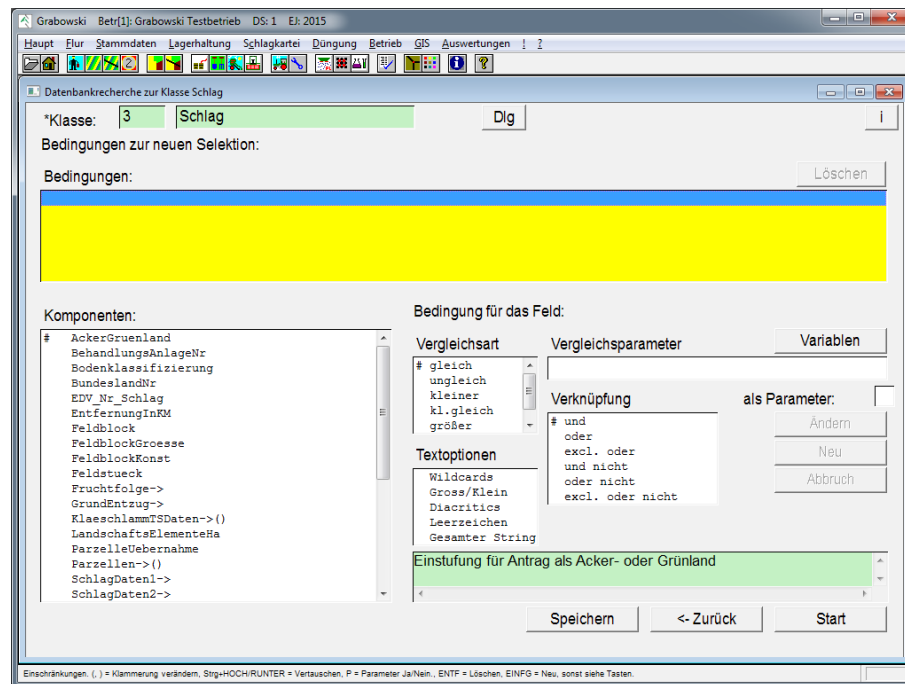 Grabowski Betr[1]: Grabowski Testbetrieb DS: 1 EJ: 2015
Haupt Flur Stammdaten Lagerhaltung Schlagkartei Düngung Betrieb GIS Auswertungen ! ?
Datenbankrecherche zur Klasse Schlag
*Klasse: 3 Schlag Dlg i
Bedingungen zur neuen Selektion:
Bedingungen: Löschen
Komponenten:
# AckerGruenland
BehandlungsAnlageNr
Bodenklassifizierung
BundeslandNr
EDV_Nr_Schlag
EntfernungInKM
Feldblock
FeldblockGroesse
FeldblockKonst
Feldstueck
Fruchtfolge->
GrundEntzug->
KlaeschlammTSDaten->()
LandschaftsElementeHa
ParzelleUebernahme
Parzellen->()
SchlagDaten1->
SchlagDaten2->
Bedingung für das Feld:
Vergleichsart
# gleich
ungleich
kleiner
kl.gleich
größer
Textoptionen
Wildcards
Gross/Klein
Diacritics
Leerzeichen
Gesamter String
Vergleichsparameter Variablen
Verknüpfung als Parameter:
# und
oder
excl. oder
und nicht
oder nicht
excl. oder nicht
Ändern
Neu
Abbruch
Einstufung für Antrag als Acker- oder Grünland
Speichern <- Zurück Start
Einschränkungen. (, ) = Klammerung verändern, Strg+HOCH/RUNTER = Vertauschen, P = Parameter Ja/Nein., ENTF = Löschen, EINFG = Neu, sonst siehe Tasten.